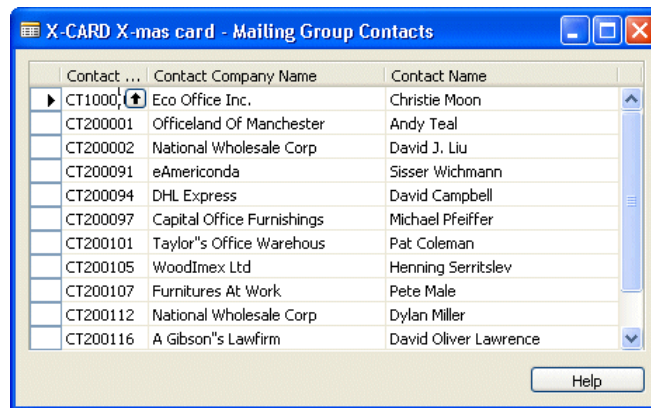 X-CARD X-mas card - Mailing Group Contacts
Contact ... Contact Company Name Contact Name
CT1000 Eco Office Inc. Christie Moon
CT200001 Officeland Of Manchester Andy Teal
CT200002 National Wholesale Corp David J. Liu
CT200091 eAmericonda Sisser Wichmann
CT200094 DHL Express David Campbell
CT200097 Capital Office Furnishings Michael Pfeiffer
CT200101 Taylor"s Office Warehous Pat Coleman
CT200105 WoodImex Ltd Henning Serritslev
CT200107 Furnitures At Work Pete Male
CT200112 National Wholesale Corp Dylan Miller
CT200116 A Gibson"s Lawfirm David Oliver Lawrence
Help